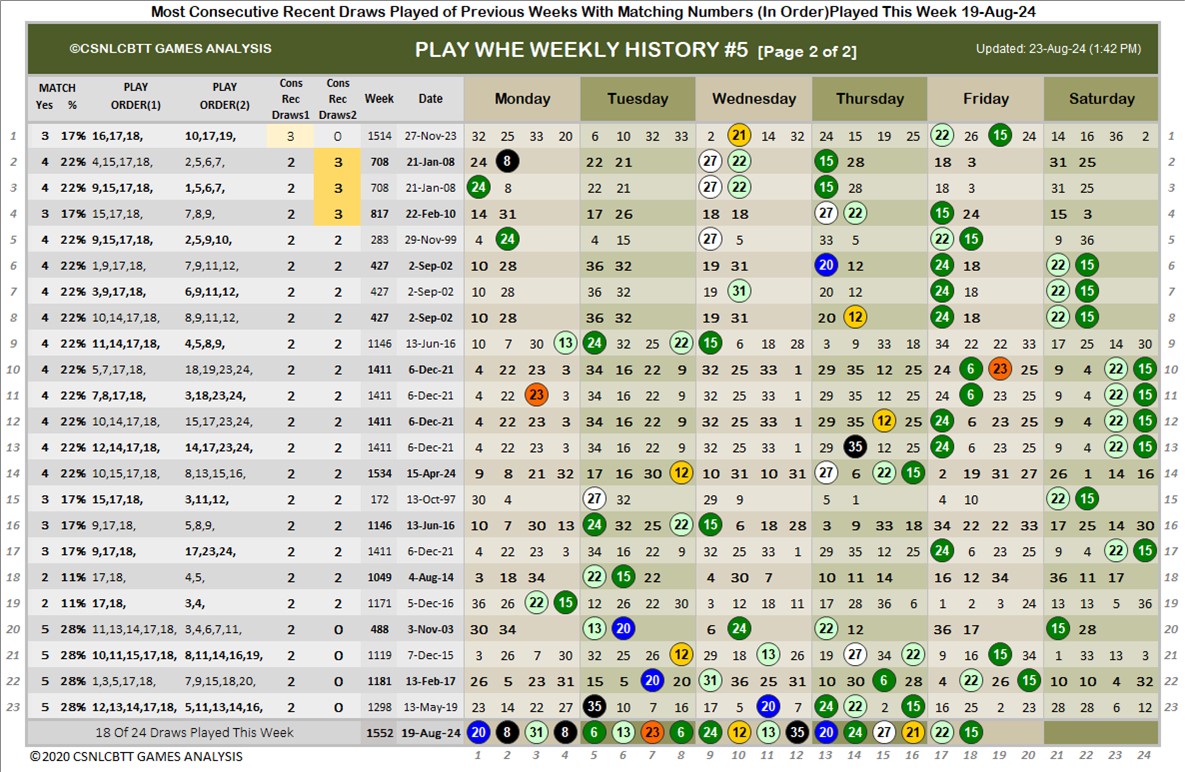 Most Consecutive Recent Draws Played of Previous Weeks With Matching Numbers (In Order)Played This Week 19-Aug-24
©CSNLCBTT GAMES ANALYSIS PLAY WHE WEEKLY HISTORY #5 [Page 2 of 2] Updated: 23-Aug-24 (1:42 PM)
MATCH Yes % PLAY ORDER(1) PLAY ORDER(2) Cons Rec Draws1 Cons Rec Draws2 Week Date Monday Tuesday Wednesday Thursday Friday Saturday
1 3 17% 16,17,18, 10,17,19, 3 0 1514 27-Nov-23 32 25 33 20 6 10 32 33 2 21 14 32 24 15 19 25 22 26 15 24 14 16 36 2 1
2 4 22% 4,15,17,18, 2,5,6,7, 2 3 708 21-Jan-08 24 8 22 21 27 22 15 28 18 3 31 25 2
3 4 22% 9,15,17,18, 1,5,6,7, 2 3 708 21-Jan-08 24 8 22 21 27 22 15 28 18 3 31 25 3
4 3 17% 15,17,18, 7,8,9, 2 3 817 22-Feb-10 14 31 17 26 18 18 27 22 15 24 15 3 4
5 4 22% 9,15,17,18, 2,5,9,10, 2 2 283 29-Nov-99 4 24 4 15 27 5 33 5 22 15 9 36 5
6 4 22% 1,9,17,18, 7,9,11,12, 2 2 427 2-Sep-02 10 28 36 32 19 31 20 12 24 18 22 15 6
7 4 22% 3,9,17,18, 6,9,11,12, 2 2 427 2-Sep-02 10 28 36 32 19 31 20 12 24 18 22 15 7
8 4 22% 10,14,17,18 8,9,11,12, 2 2 427 2-Sep-02 10 28 36 32 19 31 20 12 24 18 22 15 8
9 4 22% 11,14,17,18, 4,5,8,9, 2 2 1146 13-Jun-16 10 7 30 13 24 32 25 22 15 6 18 28 3 9 33 18 34 22 22 33 17 25 14 30 9
10 4 22% 5,7,17,18, 18,19,23,24, 2 2 1411 6-Dec-21 4 22 23 3 34 16 22 9 32 25 33 1 29 35 12 25 24 6 23 25 9 4 22 15 10
11 4 22% 7,8,17,18, 3,18,23,24, 2 2 1411 6-Dec-21 4 22 23 3 34 16 22 9 32 25 33 1 29 35 12 25 24 6 23 25 9 4 22 15 11
12 4 22% 10,14,17,18, 15,17,23,24, 2 2 1411 6-Dec-21 4 22 23 3 34 16 22 9 32 25 33 1 29 35 12 25 24 6 23 25 9 4 22 15 12
13 4 22% 12,14,17,18, 14,17,23,24, 2 2 1411 6-Dec-21 4 22 23 3 34 16 22 9 32 25 33 1 29 35 12 25 24 6 23 25 9 4 22 15 13
14 4 22% 10,15,17,18, 8,13,15,16, 2 2 1534 15-Apr-24 9 8 21 32 17 16 30 12 10 31 10 31 27 6 22 15 2 19 31 27 26 1 14 16 14
15 3 17% 15,17,18, 3,11,12, 2 2 172 13-Oct-97 30 4 27 32 29 9 5 1 4 10 22 15 15
16 3 17% 9,17,18, 5,8,9, 2 2 1146 13-Jun-16 10 7 30 13 24 32 25 22 15 6 18 28 3 9 33 18 34 22 22 33 17 25 14 30 16
17 3 17% 9,17,18, 17,23,24, 2 2 1411 6-Dec-21 4 22 23 3 34 16 22 9 32 25 33 1 29 35 12 25 24 6 23 25 9 4 22 15 17
18 2 11% 17,18, 4,5, 2 2 1049 4-Aug-14 3 18 34 22 15 22 4 30 7 10 11 14 16 12 34 36 11 17 18
19 2 11% 17,18, 3,4, 2 2 1171 5-Dec-16 36 26 22 15 12 26 22 30 3 12 18 11 17 28 36 6 1 2 3 24 13 13 5 36 19
20 5 28% 11,13,14,17,18, 3,4,6,7,11, 2 0 488 3-Nov-03 30 34 13 20 6 24 22 12 36 17 15 28 20
21 5 28% 10,11,15,17,18, 8,11,14,16,19, 2 0 1119 7-Dec-15 3 26 7 30 32 25 26 12 29 18 13 26 19 27 34 22 9 16 15 34 1 33 13 3 21
22 5 28% 1,3,5,17,18, 7,9,15,18,20, 2 0 1181 13-Feb-17 26 5 23 31 15 5 20 20 31 36 25 31 10 30 6 28 4 22 26 15 10 10 4 32 22
23 5 28% 12,13,14,17,18, 5,11,13,14,16, 2 0 1298 13-May-19 23 14 22 27 35 10 7 16 17 5 20 7 24 22 2 15 16 25 2 23 28 28 6 12 23
18 Of 24 Draws Played This Week 1552 19-Aug-24 20 8 31 8 6 13 23 6 24 12 13 35 20 24 27 21 22 15
©2020 CSNLCBTT GAMES ANALYSIS 1 2 3 4 5 6 7 8 9 10 11 12 13 14 15 16 17 18 19 20 21 22 23 24